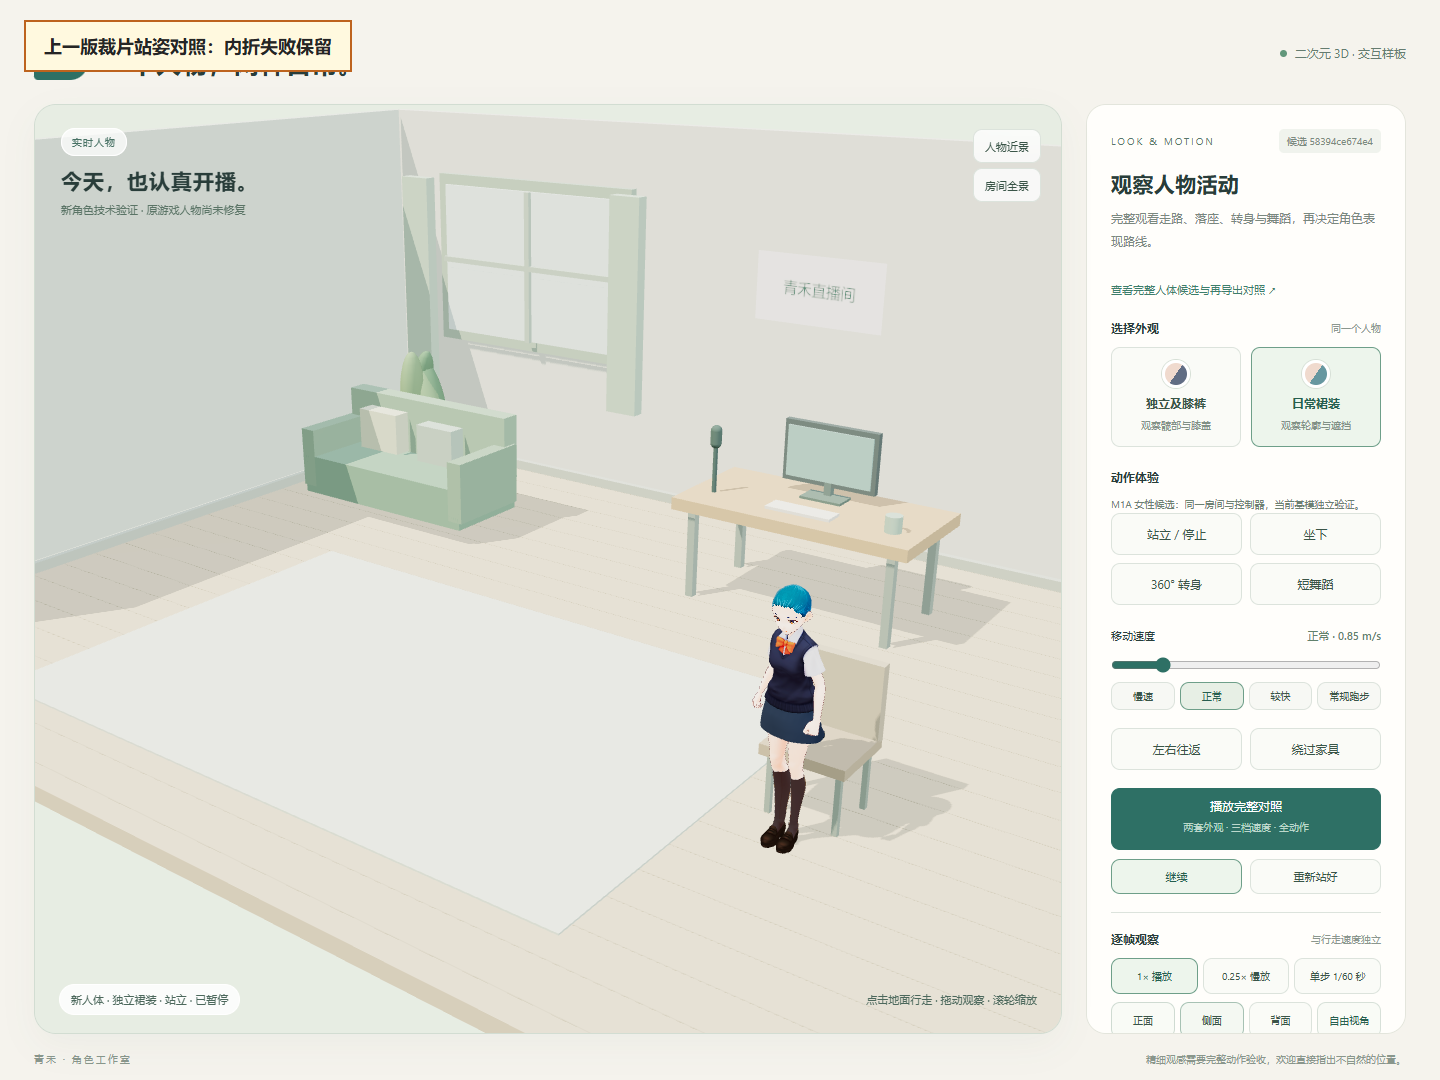 上一版裁片站姿对照：内折失败保留
二次元 3D · 交互样板
实时人物
今天，也认真开播。
新角色技术验证 · 原游戏人物尚未修复
人物近景
房间全景
青禾直播间
新人体 · 独立裙装 · 站立 · 已暂停
点击地面行走 · 拖动观察 · 滚轮缩放
LOOK & MOTION
候选 58394ce674e4
观察人物活动
完整观看走路、落座、转身与舞蹈，再决定角色表
现路线。
查看完整人体候选与再导出对照 ↗
选择外观
同一个人物
独立及膝裤
观察髋部与膝盖
日常裙装
观察轮廓与遮挡
动作体验
M1A 女性候选：同一房间与控制器，当前基模独立验证。
站立 / 停止
坐下
360° 转身
短舞蹈
移动速度
正常 · 0.85 m/s
慢速
正常
较快
常规跑步
左右往返
绕过家具
播放完整对照
两套外观 · 三档速度 · 全动作
继续
重新站好
逐帧观察
与行走速度独立
1× 播放
0.25× 慢放
单步 1/60 秒
正面
侧面
背面
自由视角
青禾 · 角色工作室
精细观感需要完整动作验收，欢迎直接指出不自然的位置。